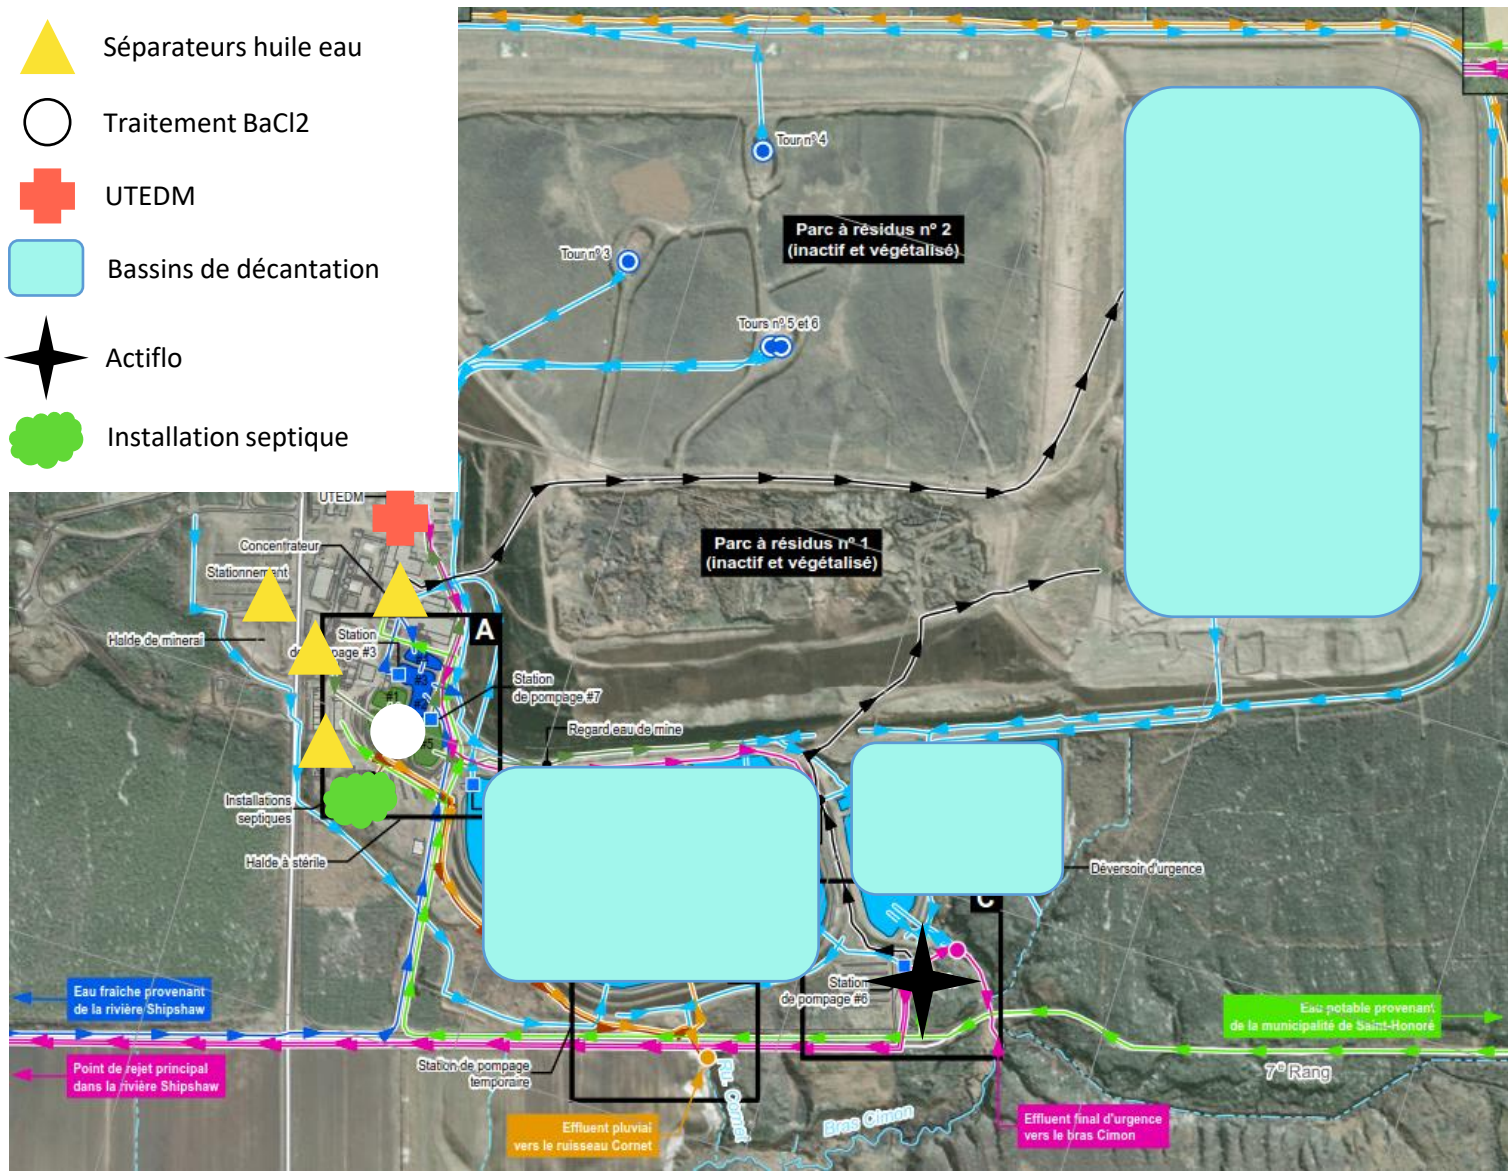 Séparateurs huile eau
Traitement BaCl2
UTEDM
Bassins de décantation
Actiflo
Installation septique
Tour nº 4
Parc à résidus nº 2
(inactif et végétalisé)
Tour nº 3
Tours nº 5 et 6
UTEDM
Concentrateur
Parc à résidus nº 1
(inactif et végétalisé)
Stationnement
A
Halde de minerai
Station
de pompage #3
#3
#1
#2
#5
Station
de pompage #7
Regard eau de mine
Installations
septiques
Halde à stérile
Déversoir d'urgence
C
Station
de pompage #6
Eau fraîche provenant
de la rivière Shipshaw
Eau potable provenant
de la municipalité de Saint-Honoré
Point de rejet principal
dans la rivière Shipshaw
Station de pompage
temporaire
7e Rang
Ru. Cornet
Bras Cimon
Effluent pluvial
vers le ruisseau Cornet
Effluent final d'urgence
vers le bras Cimon